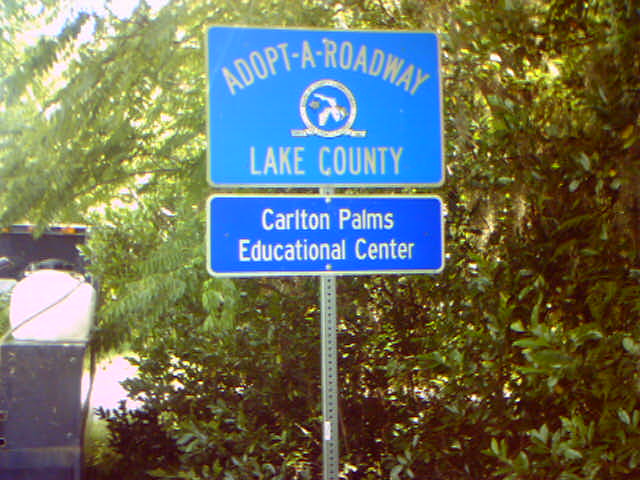 ADOPT-A-ROADWAY
LAKE COUNTY
Carlton Palms
Educational Center